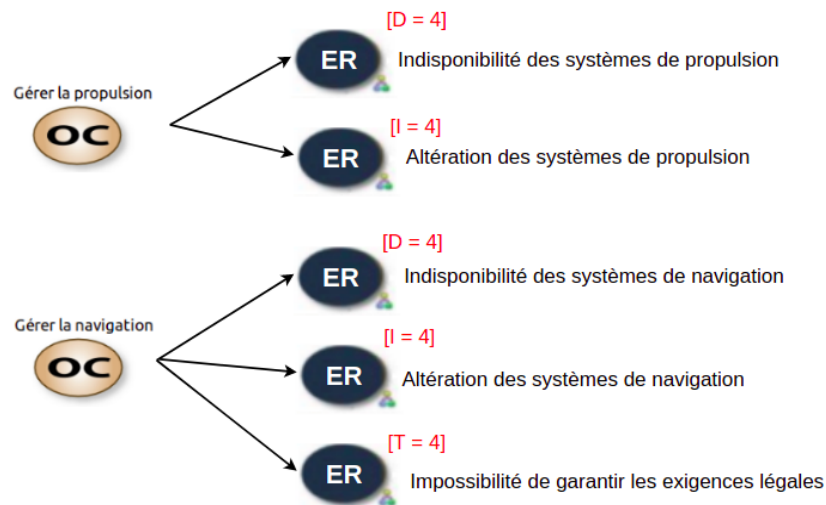 [D = 4]
ER
Indisponibilité des systèmes de propulsion
Gérer la propulsion
OC
[I = 4]
ER
Altération des systèmes de propulsion
[D = 4]
ER
Indisponibilité des systèmes de navigation
Gérer la navigation
OC
[I = 4]
ER
Altération des systèmes de navigation
[T = 4]
ER
Impossibilité de garantir les exigences légales